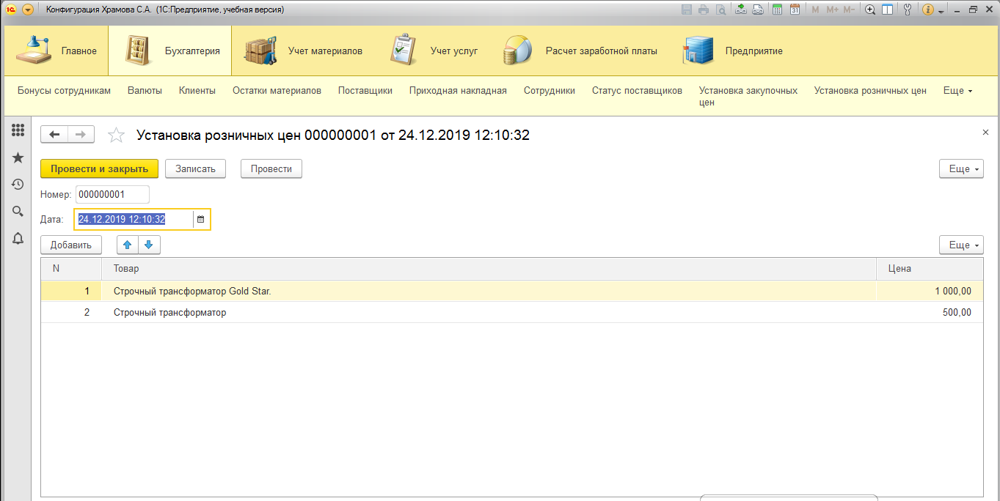 Конфигурация Храмова С.А. (1С:Предприятие, учебная версия)
M M+ M-
Главное Бухгалтерия Учет материалов Учет услуг Расчет заработной платы Предприятие
Бонусы сотрудникам Валюты Клиенты Остатки материалов Поставщики Приходная накладная Сотрудники Статус поставщиков Установка закупочных цен Установка розничных цен Еще
Установка розничных цен 000000001 от 24.12.2019 12:10:32
Провести и закрыть Записать Провести Еще
Номер: 000000001
Дата: 24.12.2019 12:10:32
Добавить Еще
N Товар Цена
1 Строчный трансформатор Gold Star. 1 000,00
2 Строчный трансформатор 500,00